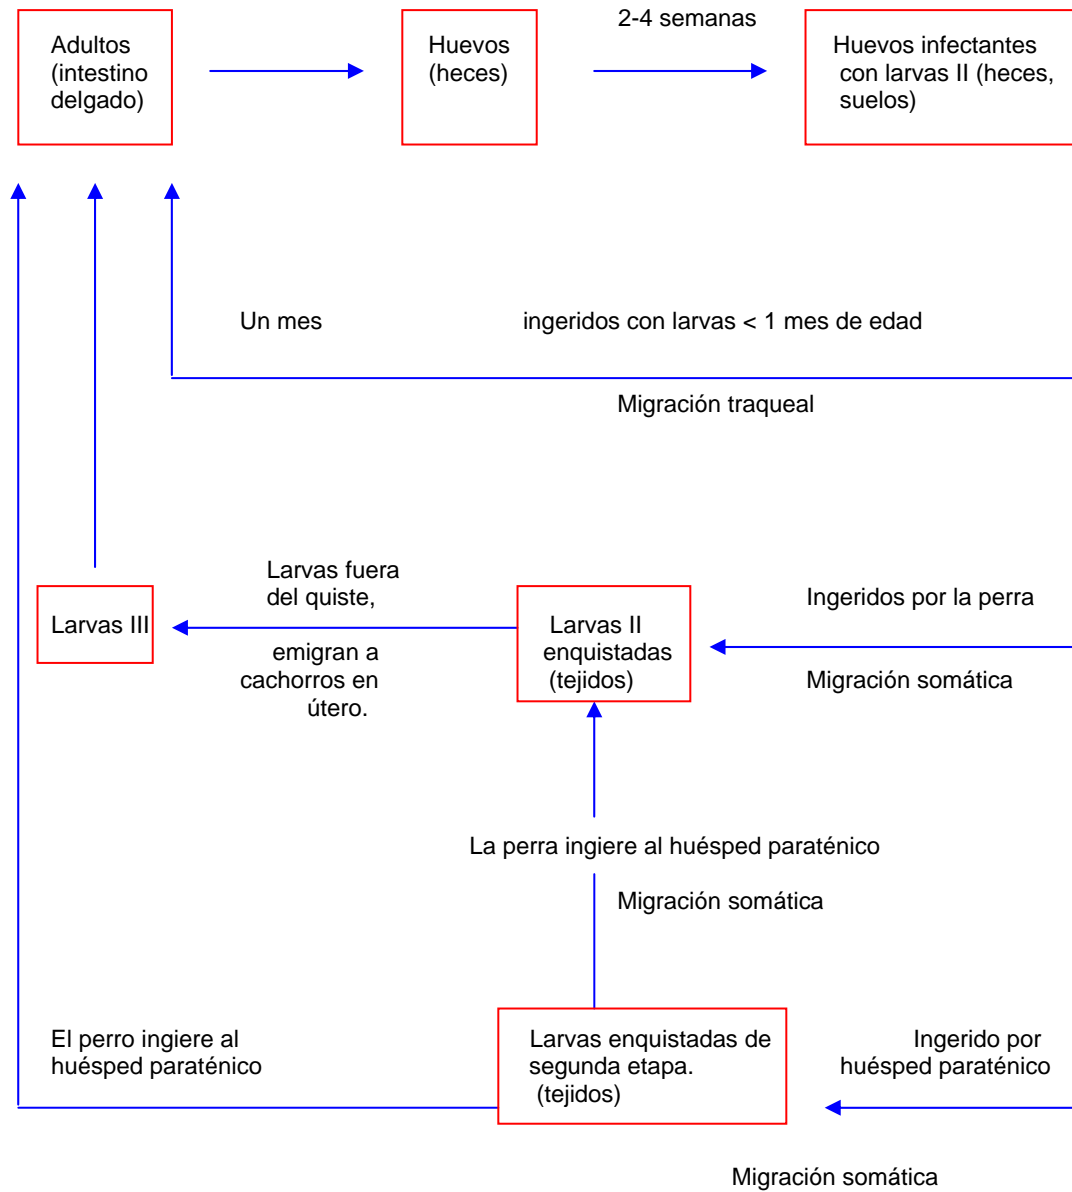 2-4 semanas
Adultos
(intestino
delgado)
Huevos
(heces)
Huevos infectantes
con larvas II (heces,
suelos)
Un mes
ingeridos con larvas < 1 mes de edad
Migración traqueal
Larvas fuera
del quiste,
emigran a
cachorros en
útero.
Larvas III
Larvas II
enquistadas
(tejidos)
Ingeridos por la perra
Migración somática
La perra ingiere al huésped paraténico
Migración somática
El perro ingiere al
huésped paraténico
Larvas enquistadas de
segunda etapa.
(tejidos)
Ingerido por
huésped paraténico
Migración somática